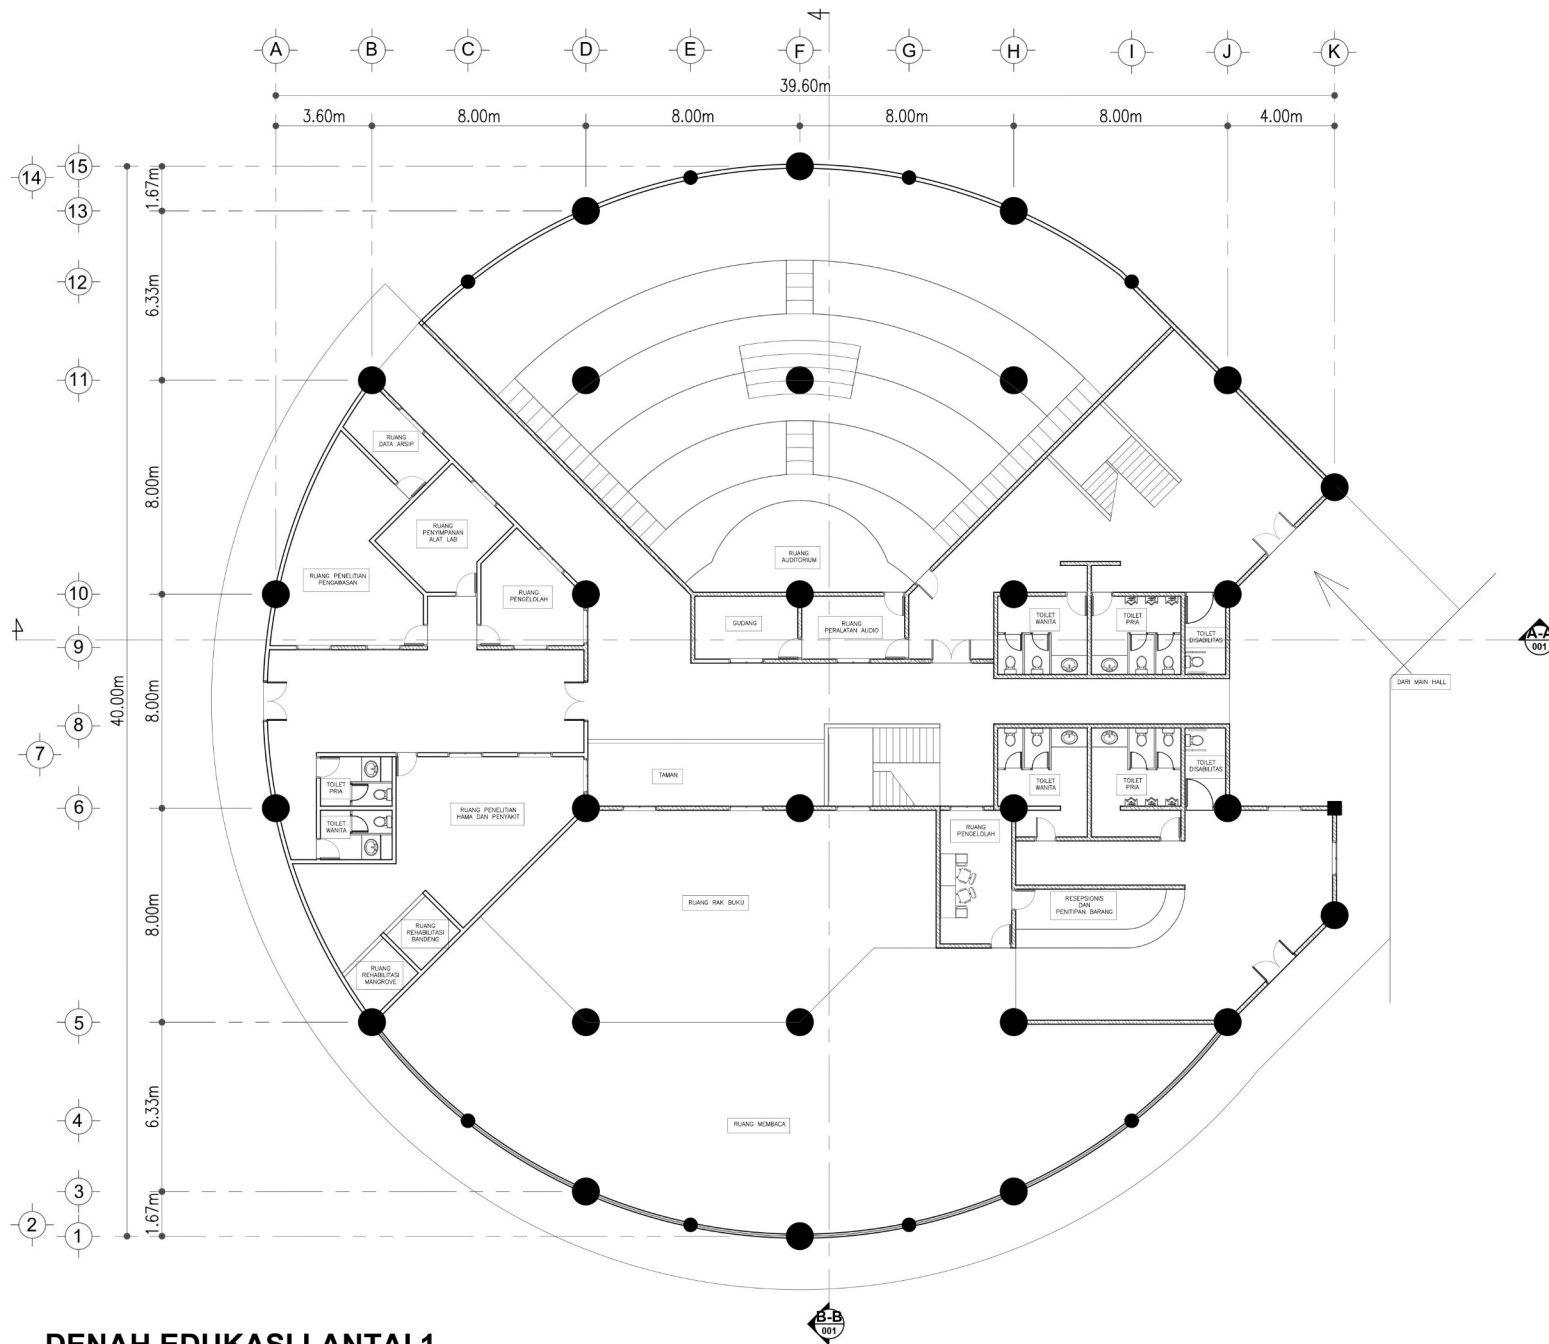 A B C D E F G H I J K
39.60m
3.60m 8.00m 8.00m 8.00m 8.00m 4.00m
15
14
13
12
11
10
9
8
7
6
5
4
3
2
1
40.00m
1.67m
6.33m
8.00m
8.00m
8.00m
6.33m
1.67m
RUANG
DATA ARSIP
RUANG
PENYIMPANAN
ALAT LAB
RUANG PENELITIAN
PENGAWASAN
RUANG
PENGELOLAH
RUANG
AUDITORIUM
GUDANG
RUANG
PERALATAN AUDIO
TOILET
WANITA
TOILET
PRIA
TOILET
DISABILITAS
A-A
001
DARI MAIN HALL
TAMAN
TOILET
PRIA
TOILET
WANITA
RUANG PENELITIAN
HAMA DAN PENYAKIT
TOILET
WANITA
TOILET
PRIA
TOILET
DISABILITAS
RUANG
PENGELOLAH
RUANG RAK BUKU
RESEPSIONIS
DAN
PENITIPAN BARANG
RUANG
REHABILITASI
BANDENG
RUANG
REHABILITASI
MANGROVE
RUANG MEMBACA
B-B
001
DENAH EDUKASI LANTAI 1